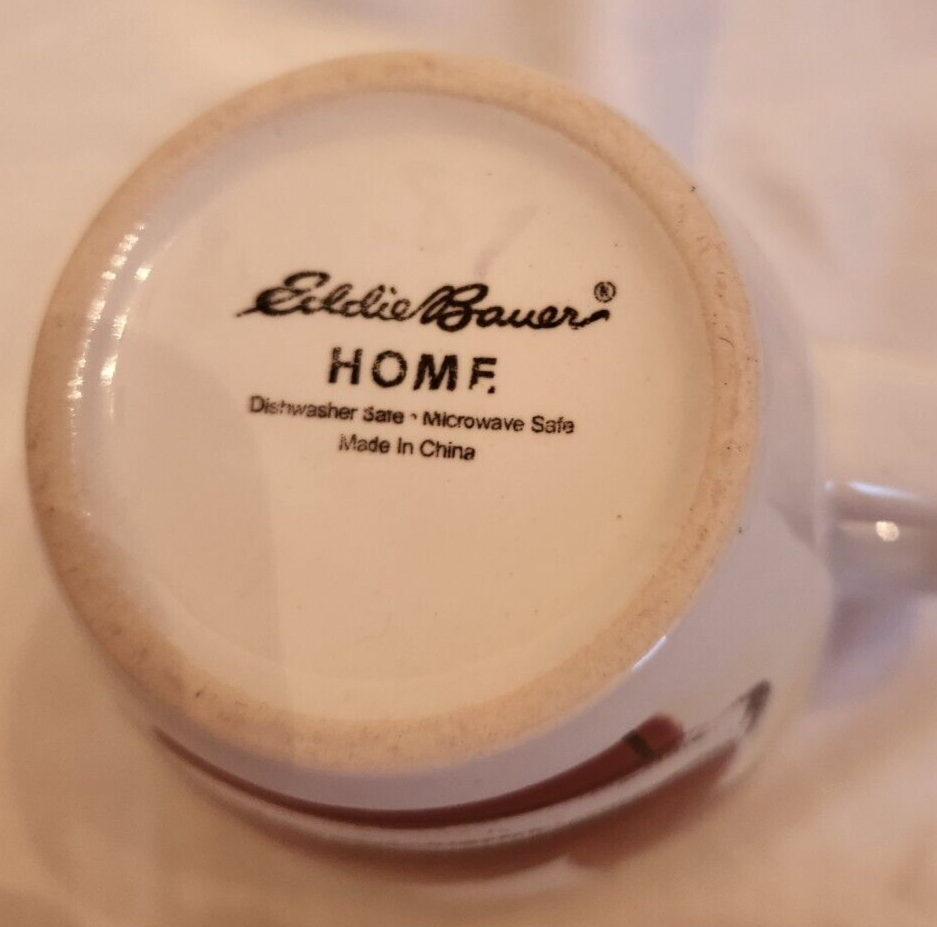 Eddie Bauer®
HOME
Dishwasher Safe · Microwave Safe
Made In China